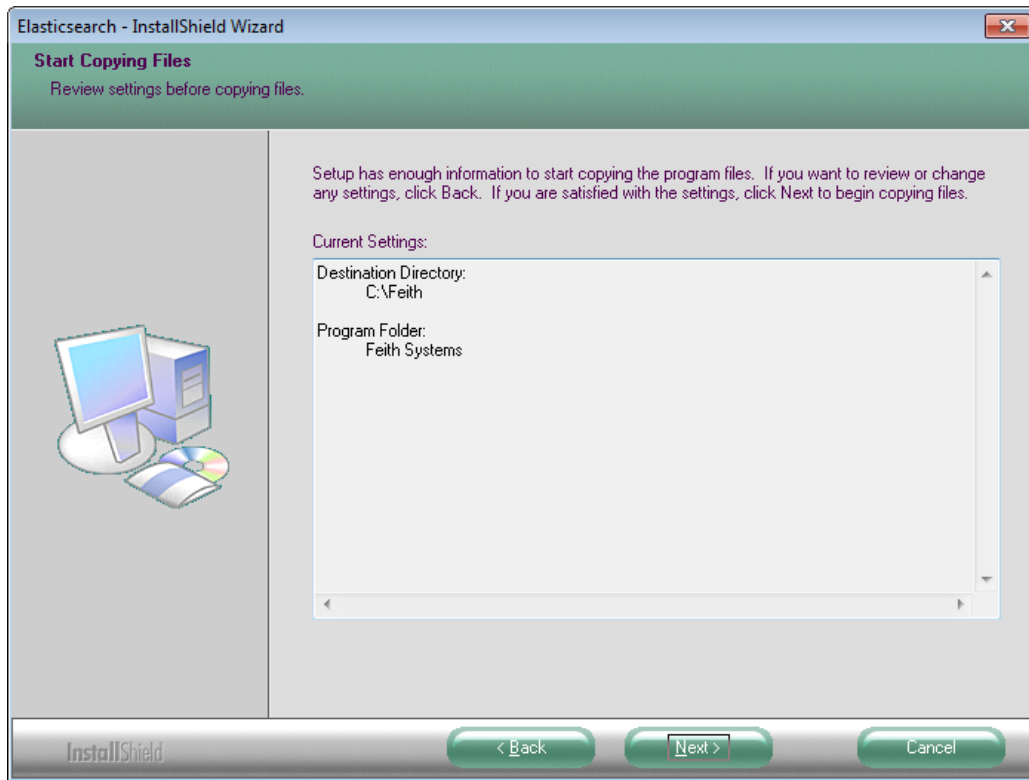 Elasticsearch - InstallShield Wizard
Start Copying Files
Review settings before copying files.
Setup has enough information to start copying the program files.  If you want to review or change
any settings, click Back.  If you are satisfied with the settings, click Next to begin copying files.
Current Settings:
Destination Directory:
C:\Feith
Program Folder:
Feith Systems
InstallShield
< Back
Next >
Cancel